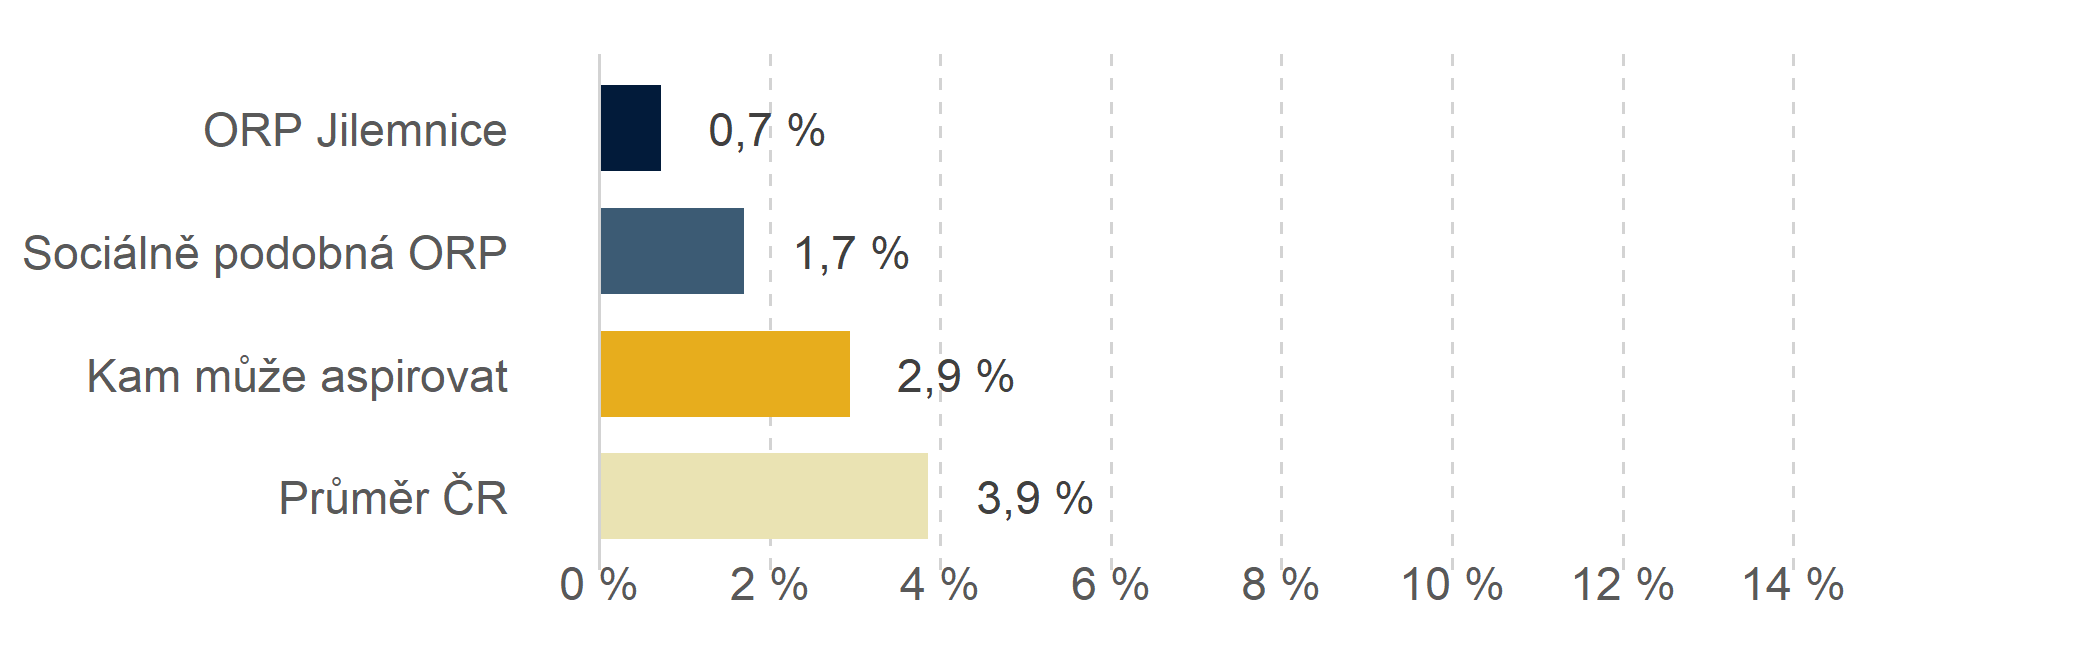 ORP Jilemnice 0,7 %
Sociálně podobná ORP 1,7 %
Kam může aspirovat 2,9 %
Průměr ČR 3,9 %
0 % 2 % 4 % 6 % 8 % 10 % 12 % 14 %